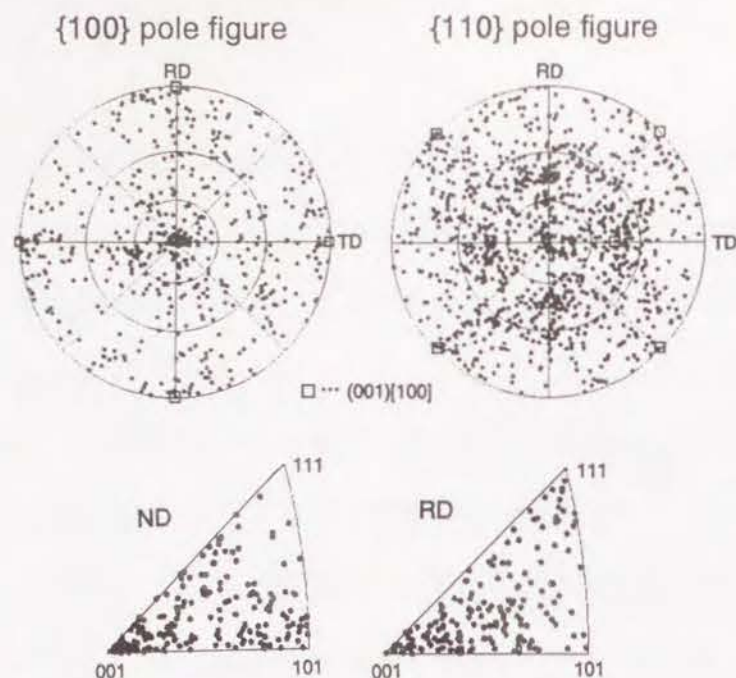 {100} pole figure
{110} pole figure
RD
RD
TD
TD
□ ··· (001)[100]
111
111
ND
RD
001
101
001
101